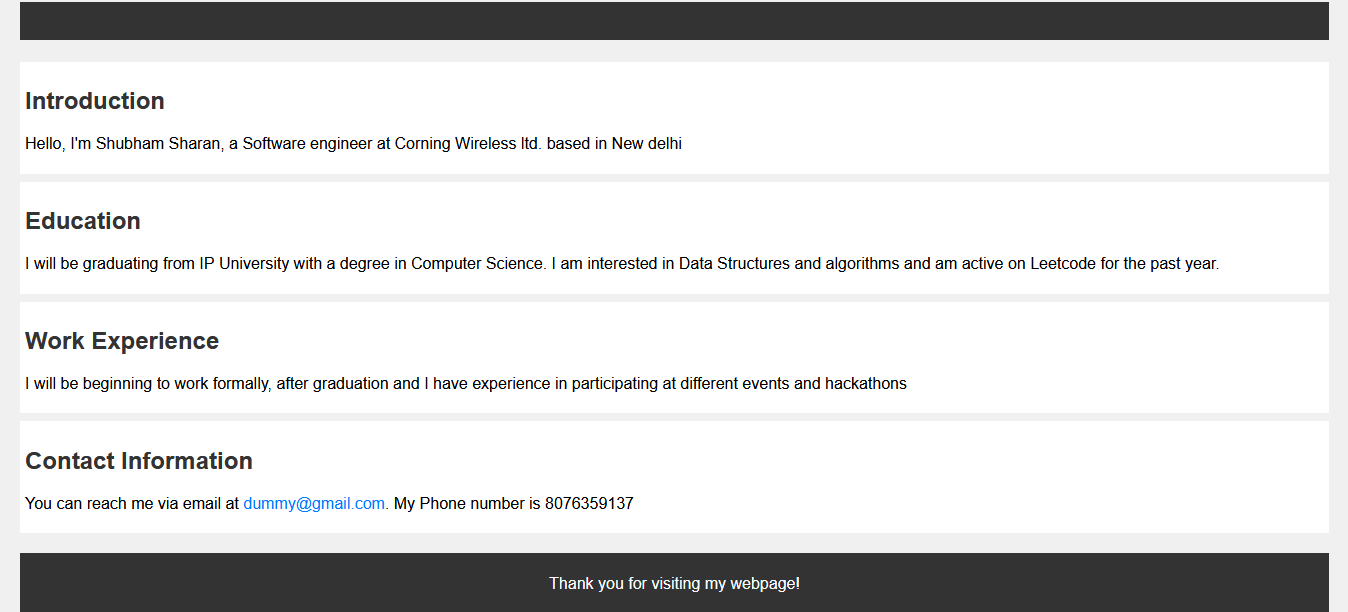 Introduction
Hello, I'm Shubham Sharan, a Software engineer at Corning Wireless ltd. based in New delhi
Education
I will be graduating from IP University with a degree in Computer Science. I am interested in Data Structures and algorithms and am active on Leetcode for the past year.
Work Experience
I will be beginning to work formally, after graduation and I have experience in participating at different events and hackathons
Contact Information
You can reach me via email at dummy@gmail.com. My Phone number is 8076359137
Thank you for visiting my webpage!